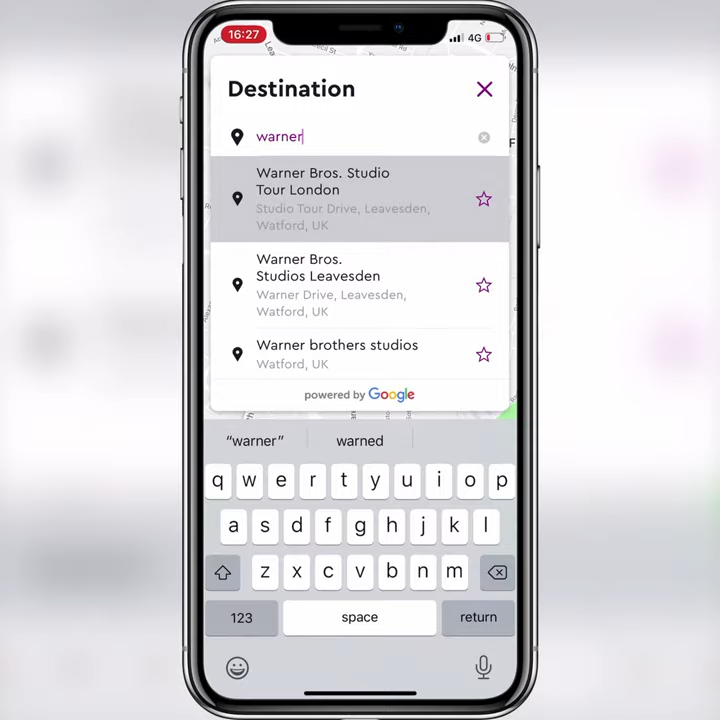 16:27
4G
Destination
warner
Warner Bros. Studio
Tour London
Studio Tour Drive, Leavesden,
Watford, UK
Warner Bros.
Studios Leavesden
Warner Drive, Leavesden,
Watford, UK
Warner brothers studios
Watford, UK
powered by Google
“warner” warned
q w e r t y u i o p
a s d f g h j k l
z x c v b n m
123 space return